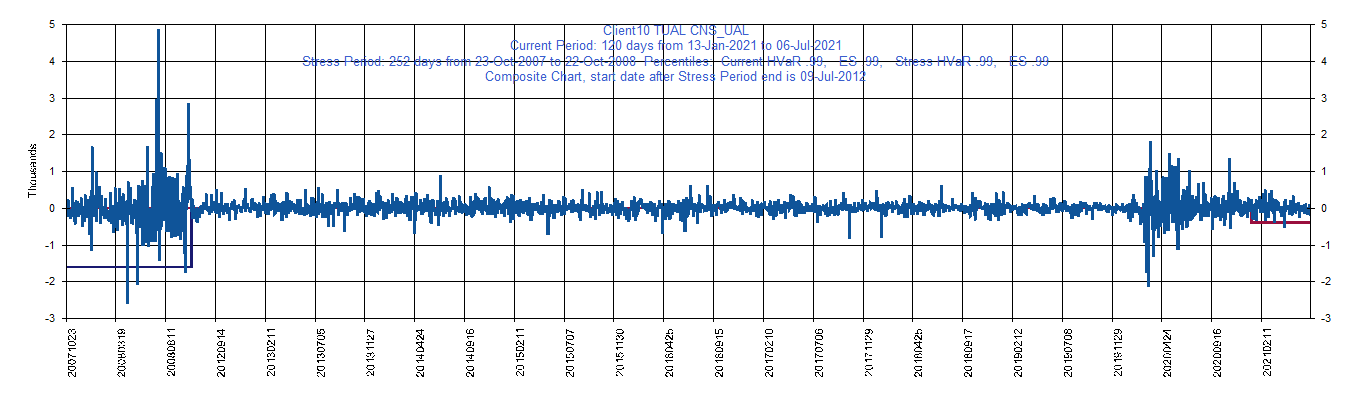 Client10 TUAL CNS_UAL
Current Period: 120 days from 13-Jan-2021 to 06-Jul-2021
Stress Period: 252 days from 23-Oct-2007 to 22-Oct-2008 Percentiles: Current HVaR .99, ES .99, Stress HVaR .99, ES .99
Composite Chart, start date after Stress Period end is 09-Jul-2012
5 5
4 4
3 3
2 2
1 1
Thousands
0 0
-1 -1
-2 -2
-3 -3
20071023 20080319 20080811 20120914 20130211 20130705 20131127 20140424 20140916 20150211 20150707 20151130 20160425 20160915 20170210 20170706 20171129 20180425 20180917 20190212 20190708 20191129 20200424 20200916 20210211